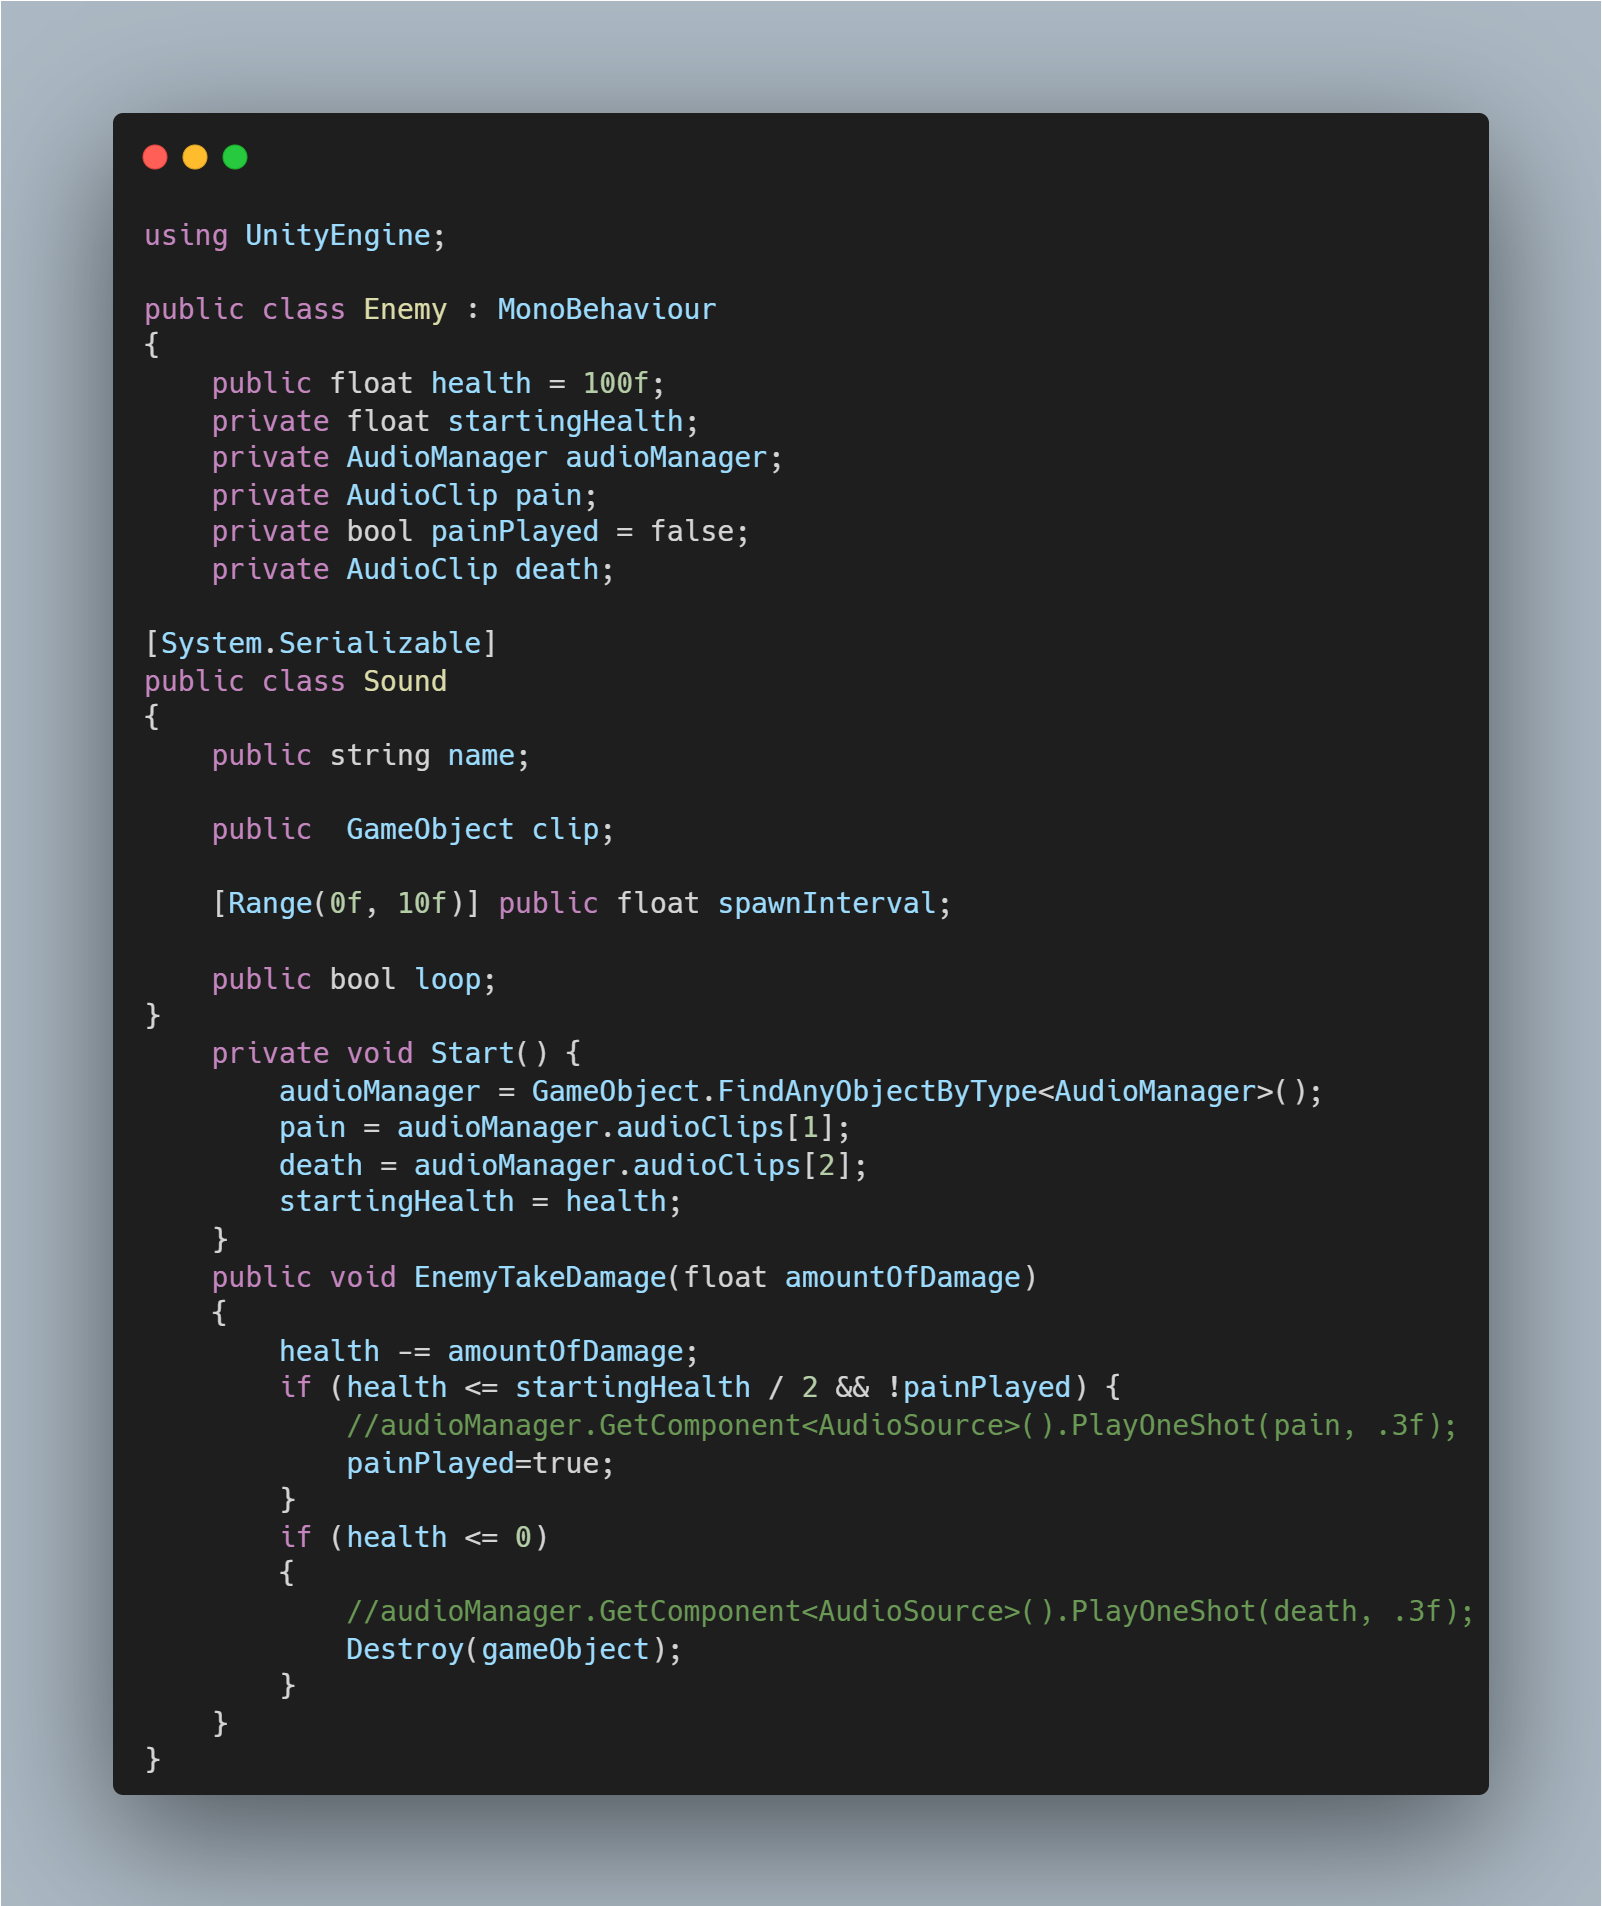 using UnityEngine;

public class Enemy : MonoBehaviour
{
    public float health = 100f;
    private float startingHealth;
    private AudioManager audioManager;
    private AudioClip pain;
    private bool painPlayed = false;
    private AudioClip death;

[System.Serializable]
public class Sound
{
    public string name;

    public  GameObject clip;

    [Range(0f, 10f)] public float spawnInterval;

    public bool loop;
}
    private void Start() {
        audioManager = GameObject.FindAnyObjectByType<AudioManager>();
        pain = audioManager.audioClips[1];
        death = audioManager.audioClips[2];
        startingHealth = health;
    }
    public void EnemyTakeDamage(float amountOfDamage)
    {
        health -= amountOfDamage;
        if (health <= startingHealth / 2 && !painPlayed) {
            //audioManager.GetComponent<AudioSource>().PlayOneShot(pain, .3f);
            painPlayed=true;
        }
        if (health <= 0)
        {
            //audioManager.GetComponent<AudioSource>().PlayOneShot(death, .3f);
            Destroy(gameObject);
        }
    }
}